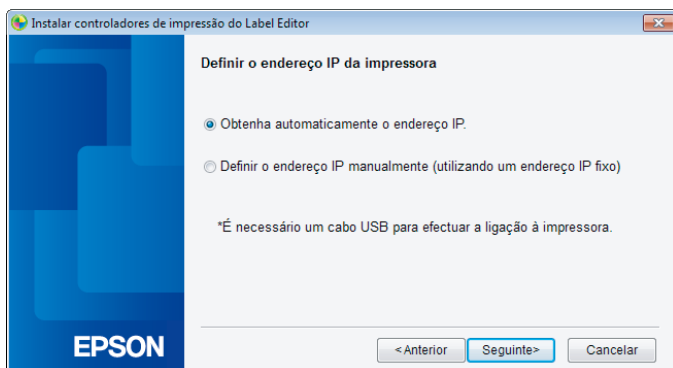 Instalar controladores de impressão do Label Editor
Definir o endereço IP da impressora
Obtenha automaticamente o endereço IP.
Definir o endereço IP manualmente (utilizando um endereço IP fixo)
*É necessário um cabo USB para efectuar a ligação à impressora.
EPSON
<Anterior
Seguinte>
Cancelar